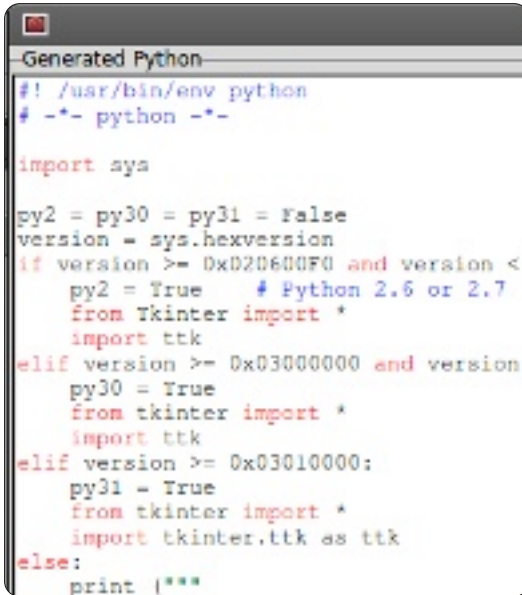 Generated Python
#! /usr/bin/env python
# -*- python -*-
import sys
py2 = py30 = py31 = False
version = sys.hexversion
if version >= 0x020600F0 and version <
py2 = True    # Python 2.6 or 2.7
from Tkinter import *
import ttk
elif version >= 0x03000000 and version
py30 = True
from tkinter import *
import ttk
elif version >= 0x03010000:
py31 = True
from tkinter import *
import tkinter.ttk as ttk
else:
print ("""